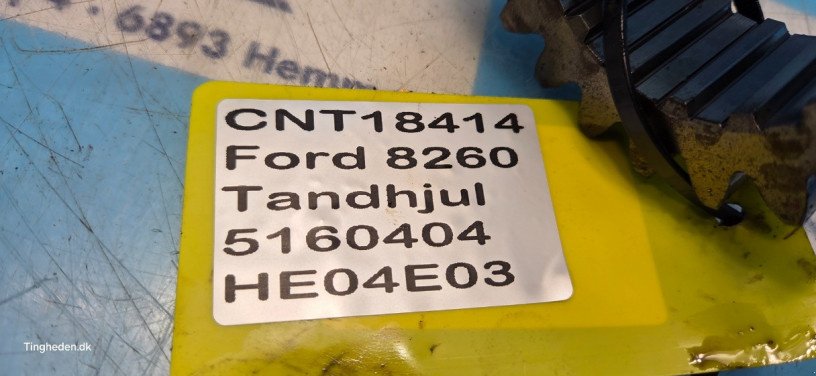 6893 Hemm
CNT18414
Ford 8260
Tandhjul
5160404
HE04E03
Tingheden.dk